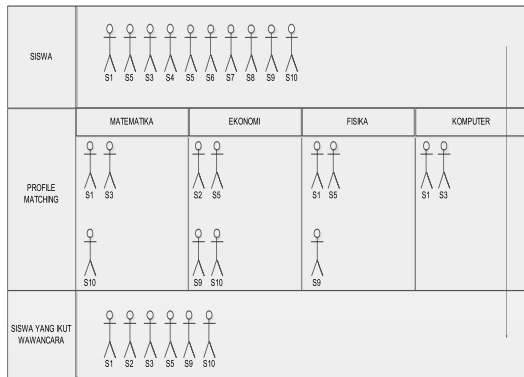 SISWA
S1 S5 S3 S4 S5 S6 S7 S8 S9 S10
MATEMATIKA EKONOMI FISIKA KOMPUTER
PROFILE
MATCHING
S1 S3 S2 S5 S1 S5 S1 S3
S10 S9 S10 S9
SISWA YANG IKUT
WAWANCARA
S1 S2 S3 S5 S9 S10